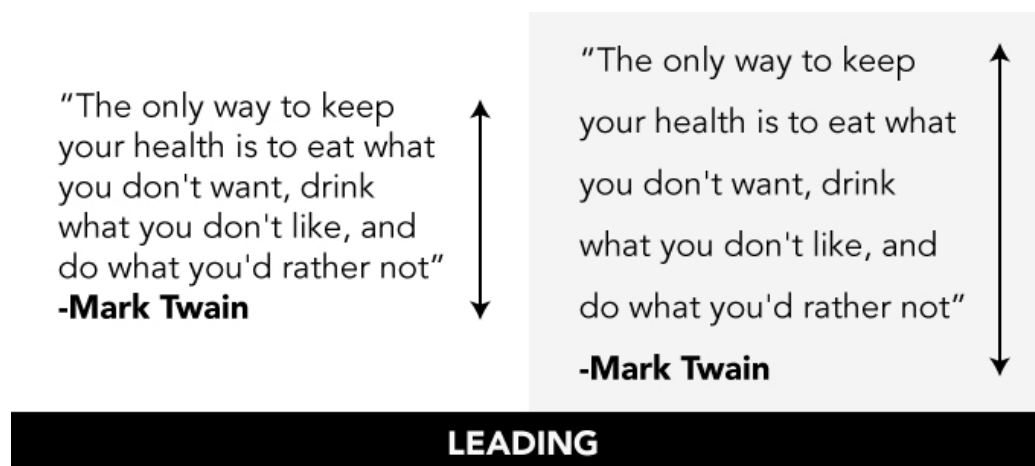 “The only way to keep
your health is to eat what
you don't want, drink
what you don't like, and
do what you'd rather not”
-Mark Twain
“The only way to keep
your health is to eat what
you don't want, drink
what you don't like, and
do what you'd rather not”
-Mark Twain
LEADING